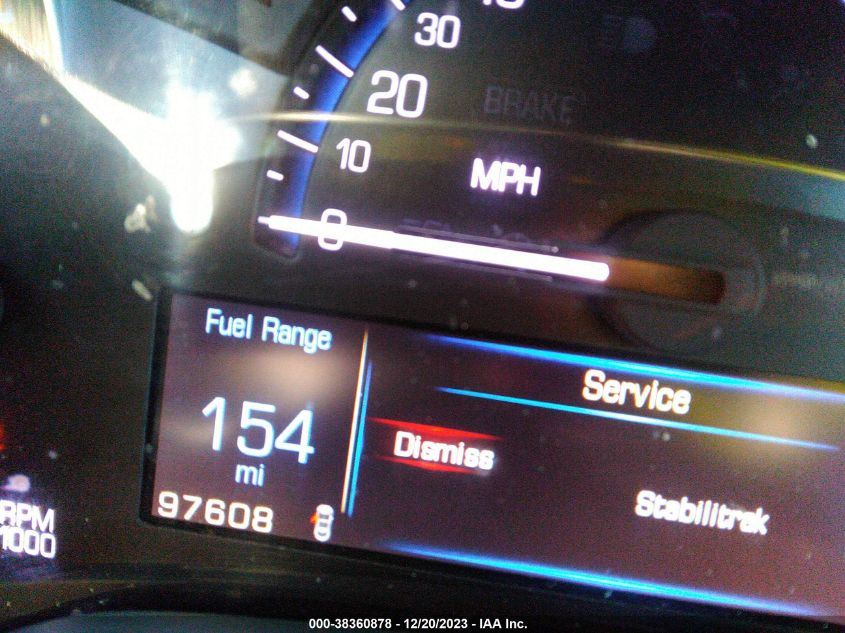 30
20
BRAKE
10
MPH
0
Fuel Range
Service
154
Dismiss
mi
Stabilitrak
97608
RPM
1000
000-38360878 - 12/20/2023 - IAA Inc.